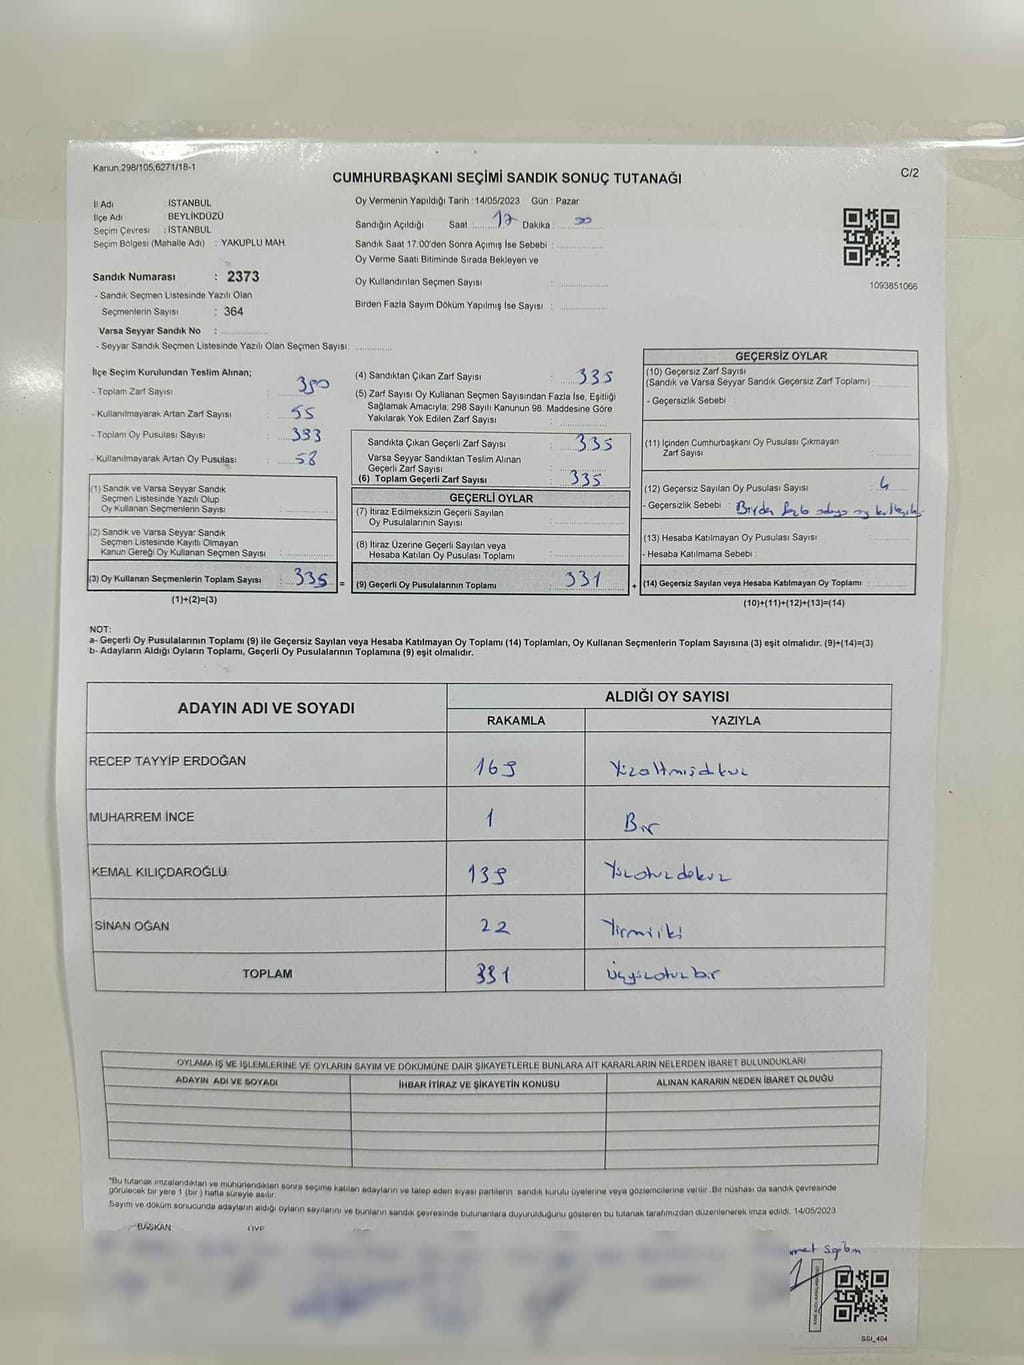 Kanun,298/105,6271/18-1
C/2
CUMHURBAŞKANI SEÇİMİ SANDIK SONUÇ TUTANAĞI
İl Adı : İSTANBUL
İlçe Adı : BEYLİKDÜZÜ
Seçim Çevresi : İSTANBUL
Seçim Bölgesi (Mahalle Adı) : YAKUPLU MAH.
Sandık Numarası : 2373
- Sandık Seçmen Listesinde Yazılı Olan
Seçmenlerin Sayısı : 364
Varsa Seyyar Sandık No :
- Seyyar Sandık Seçmen Listesinde Yazılı Olan Seçmen Sayısı:
Oy Vermenin Yapıldığı Tarih : 14/05/2023 Gün : Pazar
Sandığın Açıldığı Saat 17 Dakika :
Sandık Saat 17:00'den Sonra Açımış İse Sebebi :
Oy Verme Saati Bitiminde Sırada Bekleyen ve
Oy Kullandırılan Seçmen Sayısı :
Birden Fazla Sayım Döküm Yapılmış İse Sayısı :
1093851066
İlçe Seçim Kurulundan Teslim Alınan;
- Toplam Zarf Sayısı : 390
- Kullanılmayarak Artan Zarf Sayısı : 55
- Toplam Oy Pusulası Sayısı : 393
- Kullanılmayarak Artan Oy Pusulası : 58
(1) Sandık ve Varsa Seyyar Sandık
Seçmen Listesinde Yazılı Olup
Oy Kullanan Seçmenlerin Sayısı :
(2) Sandık ve Varsa Seyyar Sandık
Seçmen Listesinde Kayıtlı Olmayan
Kanun Gereği Oy Kullanan Seçmen Sayısı :
(3) Oy Kullanan Seçmenlerin Toplam Sayısı : 335 =
(1)+(2)=(3)
(4) Sandıktan Çıkan Zarf Sayısı : 335
(5) Zarf Sayısı Oy Kullanan Seçmen Sayısından Fazla İse, Eşitliği
Sağlamak Amacıyla; 298 Sayılı Kanunun 98. Maddesine Göre
Yakılarak Yok Edilen Zarf Sayısı :
Sandıkta Çıkan Geçerli Zarf Sayısı : 335
Varsa Seyyar Sandıktan Teslim Alınan
Geçerli Zarf Sayısı :
(6) Toplam Geçerli Zarf Sayısı : 335
GEÇERLİ OYLAR
(7) İtiraz Edilmeksizin Geçerli Sayılan
Oy Pusulalarının Sayısı :
(8) İtiraz Üzerine Geçerli Sayılan veya
Hesaba Katılan Oy Pusulası Toplamı :
(9) Geçerli Oy Pusulalarının Toplamı : 331 +
GEÇERSİZ OYLAR
(10) Geçersiz Zarf Sayısı
(Sandık ve Varsa Seyyar Sandık Geçersiz Zarf Toplamı) :
- Geçersizlik Sebebi :
(11) İçinden Cumhurbaşkanı Oy Pusulası Çıkmayan
Zarf Sayısı :
(12) Geçersiz Sayılan Oy Pusulası Sayısı : 4
- Geçersizlik Sebebi : Birden fazla adaya oy
(13) Hesaba Katılmayan Oy Pusulası Sayısı :
- Hesaba Katılmama Sebebi :
(14) Geçersiz Sayılan veya Hesaba Katılmayan Oy Toplamı :
(10)+(11)+(12)+(13)=(14)
NOT:
a- Geçerli Oy Pusulalarının Toplamı (9) ile Geçersiz Sayılan veya Hesaba Katılmayan Oy Toplamı (14) Toplamları, Oy Kullanan Seçmenlerin Toplam Sayısına (3) eşit olmalıdır. (9)+(14)=(3)
b- Adayların Aldığı Oyların Toplamı, Geçerli Oy Pusulalarının Toplamına (9) eşit olmalıdır.
ADAYIN ADI VE SOYADI ALDIĞI OY SAYISI
RAKAMLA YAZIYLA
RECEP TAYYİP ERDOĞAN 169 Yüzaltmışdokuz
MUHARREM İNCE 1 Bir
KEMAL KILIÇDAROĞLU 139 Yüzotuzdokuz
SİNAN OĞAN 22 Yirmiiki
TOPLAM 331 Üçyüzotuzbir
OYLAMA İŞ VE İŞLEMLERİNE VE OYLARIN SAYIM VE DÖKÜMÜNE DAİR ŞİKAYETLERLE BUNLARA AİT KARARLARIN NELERDEN İBARET BULUNDUKLARI
ADAYIN ADI VE SOYADI İHBAR İTİRAZ VE ŞİKAYETİN KONUSU ALINAN KARARIN NEDEN İBARET OLDUĞU
*Bu tutanak imzalandıktan ve mühürlendikten sonra seçime katılan adayların ve talep eden siyasi partilerin sandık kurulu üyelerine veya gözlemcilerine verilir. Bir nüshası da sandık çevresinde
görülecek bir yere 1 (bir ) hafta süreyle asılır.
Sayım ve döküm sonucunda adayların aldığı oyların sayılarını ve bunların sandık çevresinde bulunanlara duyurulduğunu gösteren bu tutanak tarafımızdan düzenlenerek imza edildi. 14/05/2023
BAŞKAN ÜYE
SSI_404